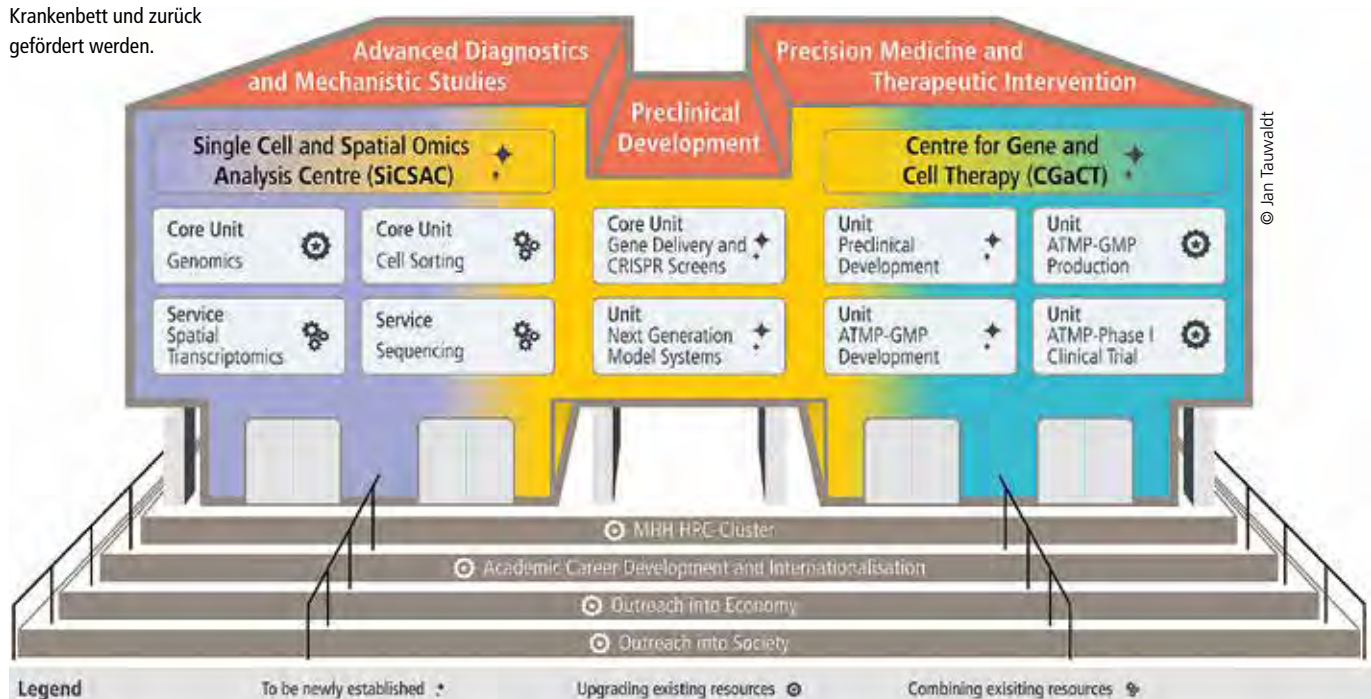 Krankenbett und zurück
gefördert werden.
Advanced Diagnostics
and Mechanistic Studies
Preclinical
Development
Precision Medicine and
Therapeutic Intervention
© Jan Tauwaldt
Single Cell and Spatial Omics
Analysis Centre (SiCSAC)
Centre for Gene and
Cell Therapy (CGaCT)
Core Unit
Genomics
Core Unit
Cell Sorting
Core Unit
Gene Delivery and
CRISPR Screens
Unit
Preclinical
Development
Unit
ATMP-GMP
Production
Service
Spatial
Transcriptomics
Service
Sequencing
Unit
Next Generation
Model Systems
Unit
ATMP-GMP
Development
Unit
ATMP-Phase I
Clinical Trial
MHH HPC-Cluster
Academic Career Development and Internationalisation
Outreach into Economy
Outreach into Society
Legend
To be newly established
Upgrading existing resources
Combining exisiting resources